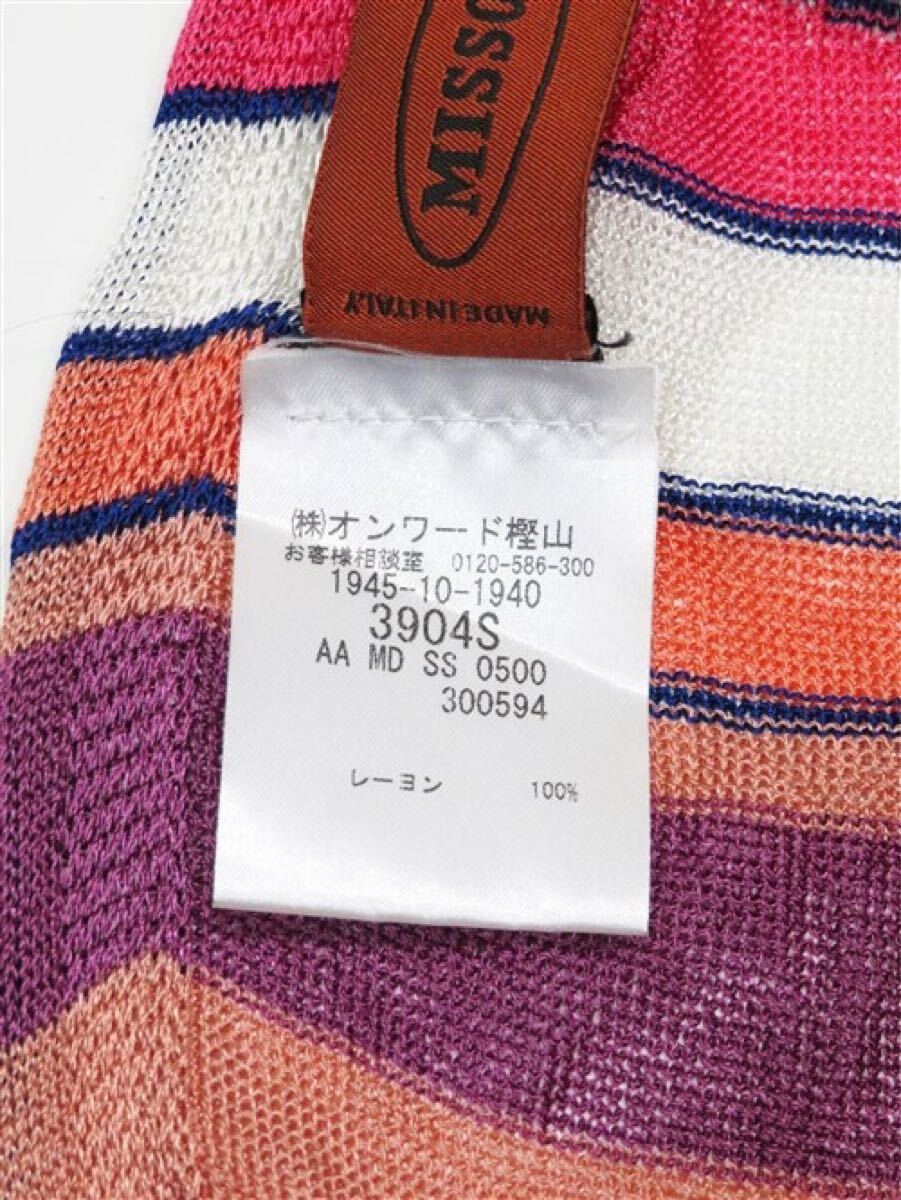 MISSO
MADE IN ITALY
㈱オンワード樫山
お客様相談室 0120-586-300
1945-10-1940
3904S
AA MD SS 0500
300594
レーヨン 100%